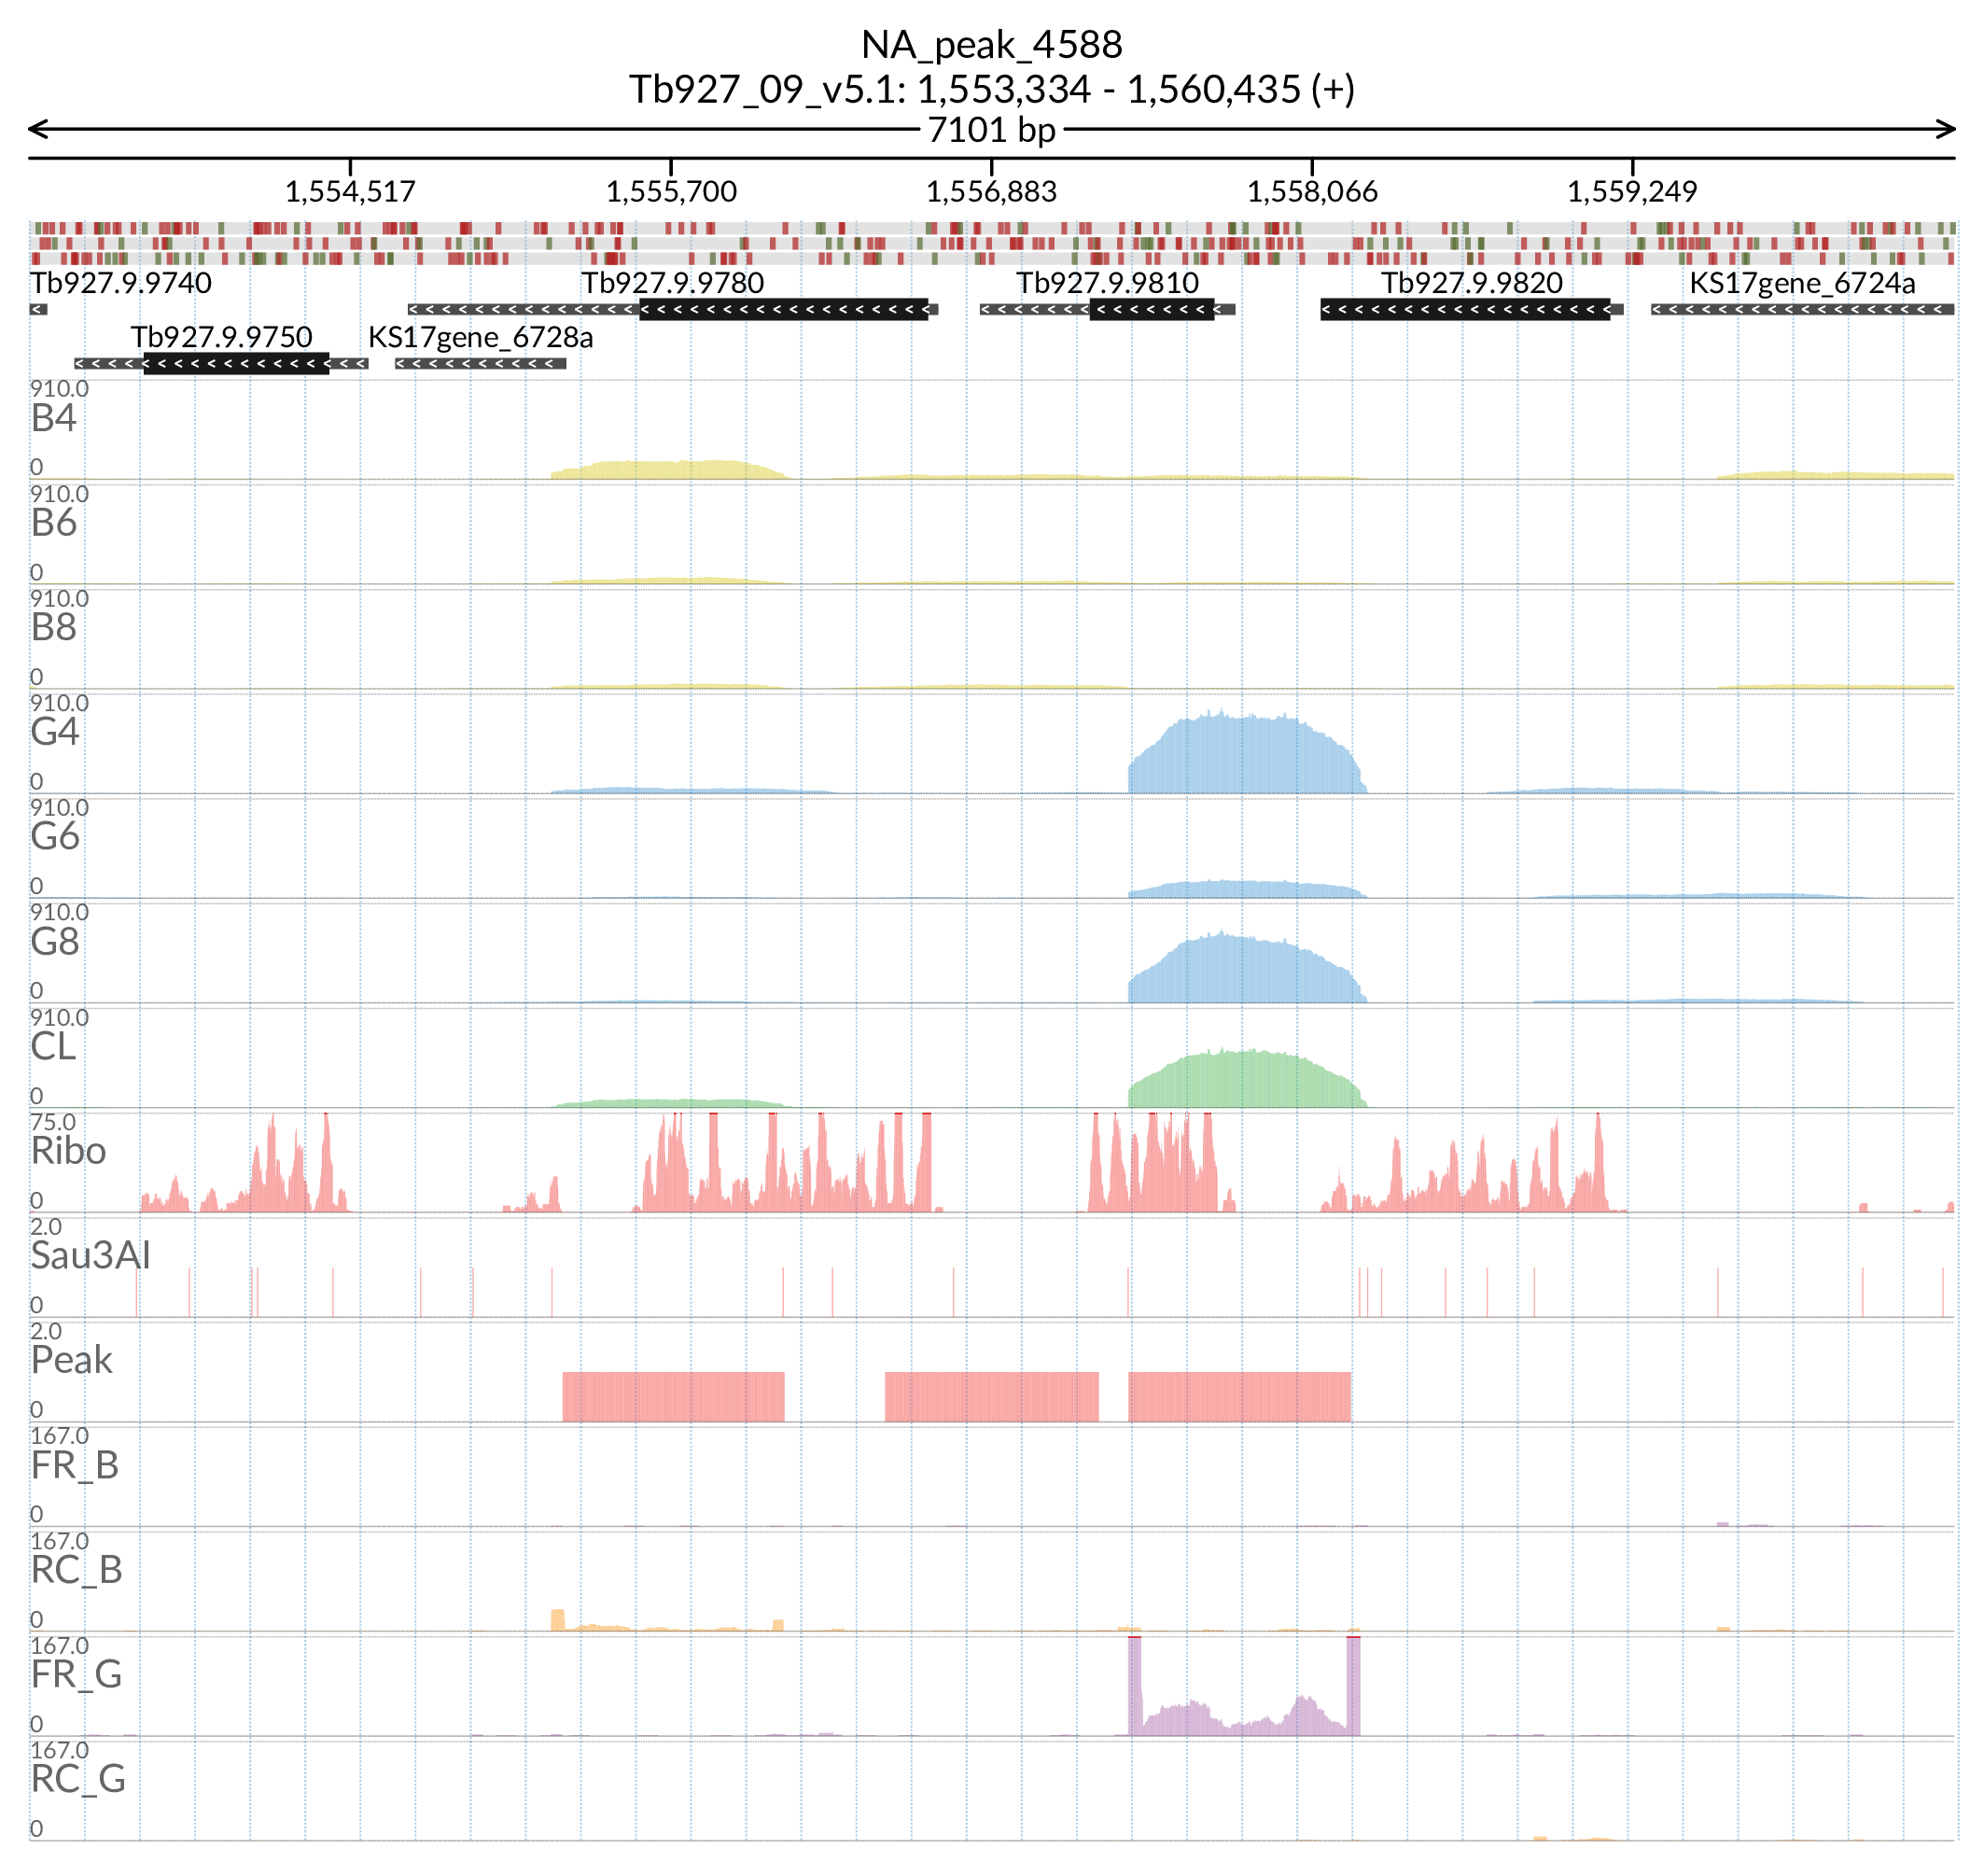 NA_peak_4588
Tb927_09_v5.1: 1,553,334 - 1,560,435 (+)
7101 bp
1,554,517 1,555,700 1,556,883 1,558,066 1,559,249
Tb927.9.9740 Tb927.9.9780 Tb927.9.9810 Tb927.9.9820 KS17gene_6724a
Tb927.9.9750 KS17gene_6728a
910.0
B4
0
910.0
B6
0
910.0
B8
0
910.0
G4
0
910.0
G6
0
910.0
G8
0
910.0
CL
0
75.0
Ribo
0
2.0
Sau3AI
0
2.0
Peak
0
167.0
FR_B
0
167.0
RC_B
0
167.0
FR_G
0
167.0
RC_G
0